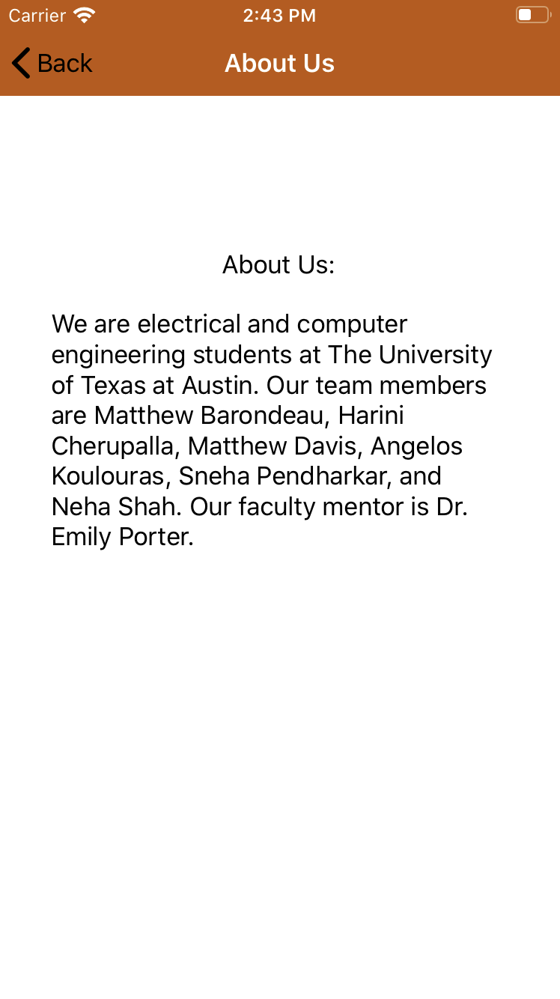 Carrier 2:43 PM
Back About Us
About Us:
We are electrical and computer
engineering students at The University
of Texas at Austin. Our team members
are Matthew Barondeau, Harini
Cherupalla, Matthew Davis, Angelos
Koulouras, Sneha Pendharkar, and
Neha Shah. Our faculty mentor is Dr.
Emily Porter.